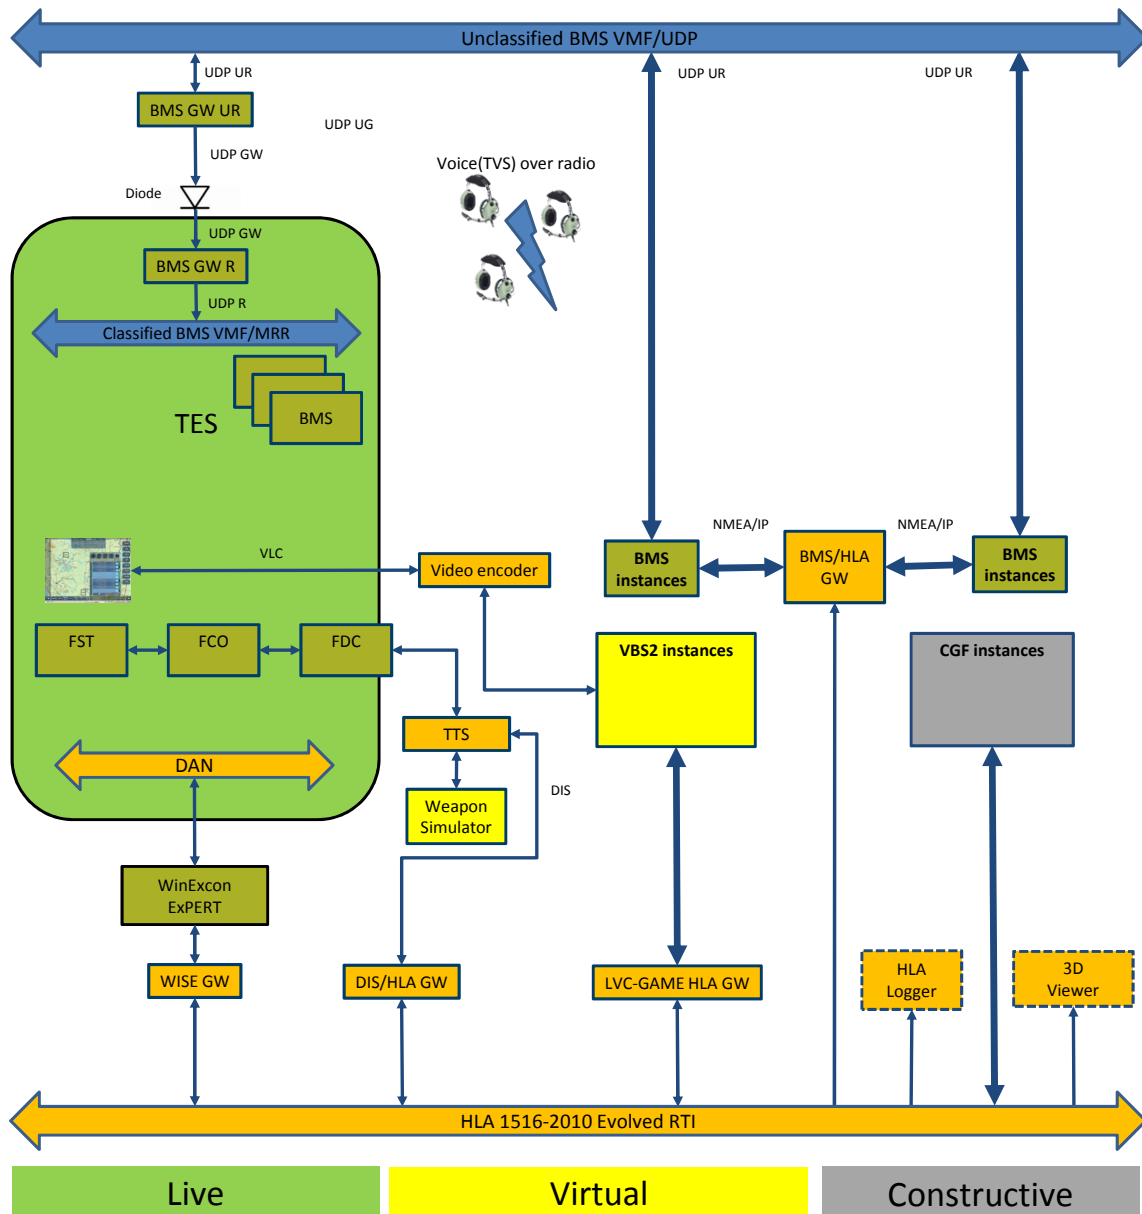 Unclassified BMS VMF/UDP
UDP UR
UDP UR
UDP UR
BMS GW UR
UDP UG
UDP GW
Voice(TVS) over radio
Diode
UDP GW
BMS GW R
UDP R
Classified BMS VMF/MRR
TES
BMS
NMEA/IP
NMEA/IP
VLC
Video encoder
BMS
instances
BMS/HLA
GW
BMS
instances
FST
FCO
FDC
VBS2 instances
CGF instances
TTS
DAN
DIS
Weapon
Simulator
WinExcon
ExPERT
WISE GW
DIS/HLA GW
LVC-GAME HLA GW
HLA
Logger
3D
Viewer
HLA 1516-2010 Evolved RTI
Live
Virtual
Constructive